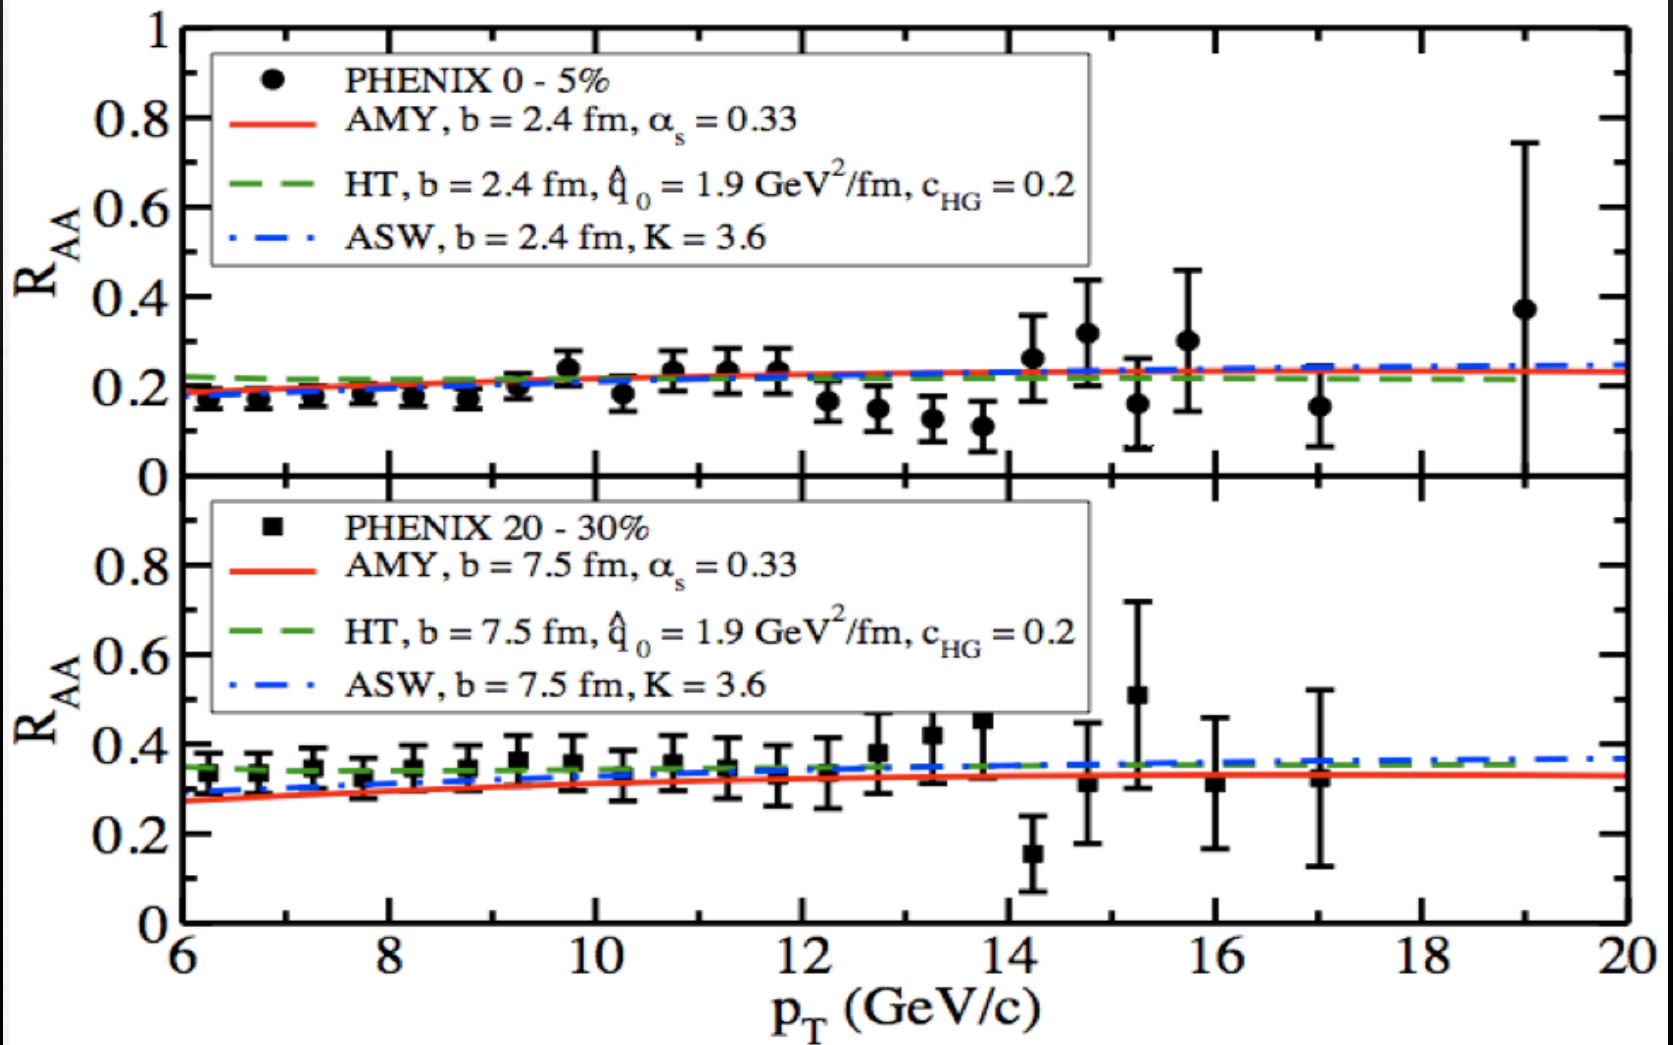 1
0.8
0.6
0.4
0.2
0
R_AA
PHENIX 0 - 5%
AMY, b = 2.4 fm, α_s = 0.33
HT, b = 2.4 fm, q̂_0 = 1.9 GeV^2/fm, c_HG = 0.2
ASW, b = 2.4 fm, K = 3.6
0.8
0.6
0.4
0.2
0
R_AA
PHENIX 20 - 30%
AMY, b = 7.5 fm, α_s = 0.33
HT, b = 7.5 fm, q̂_0 = 1.9 GeV^2/fm, c_HG = 0.2
ASW, b = 7.5 fm, K = 3.6
6 8 10 12 14 16 18 20
p_T (GeV/c)